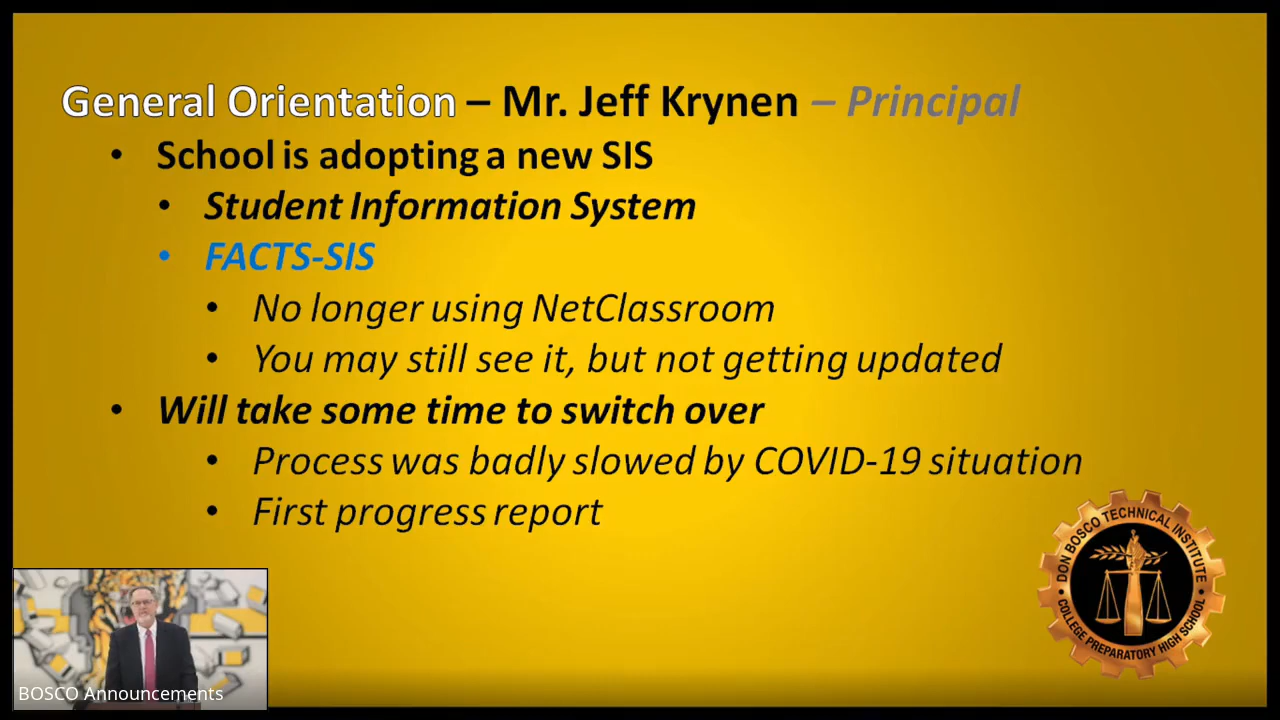 General Orientation – Mr. Jeff Krynen – Principal
• School is adopting a new SIS
• Student Information System
• FACTS-SIS
• No longer using NetClassroom
• You may still see it, but not getting updated
• Will take some time to switch over
• Process was badly slowed by COVID-19 situation
• First progress report
DON BOSCO TECHNICAL INSTITUTE
• COLLEGE PREPARATORY HIGH SCHOOL •
BOSCO Announcements